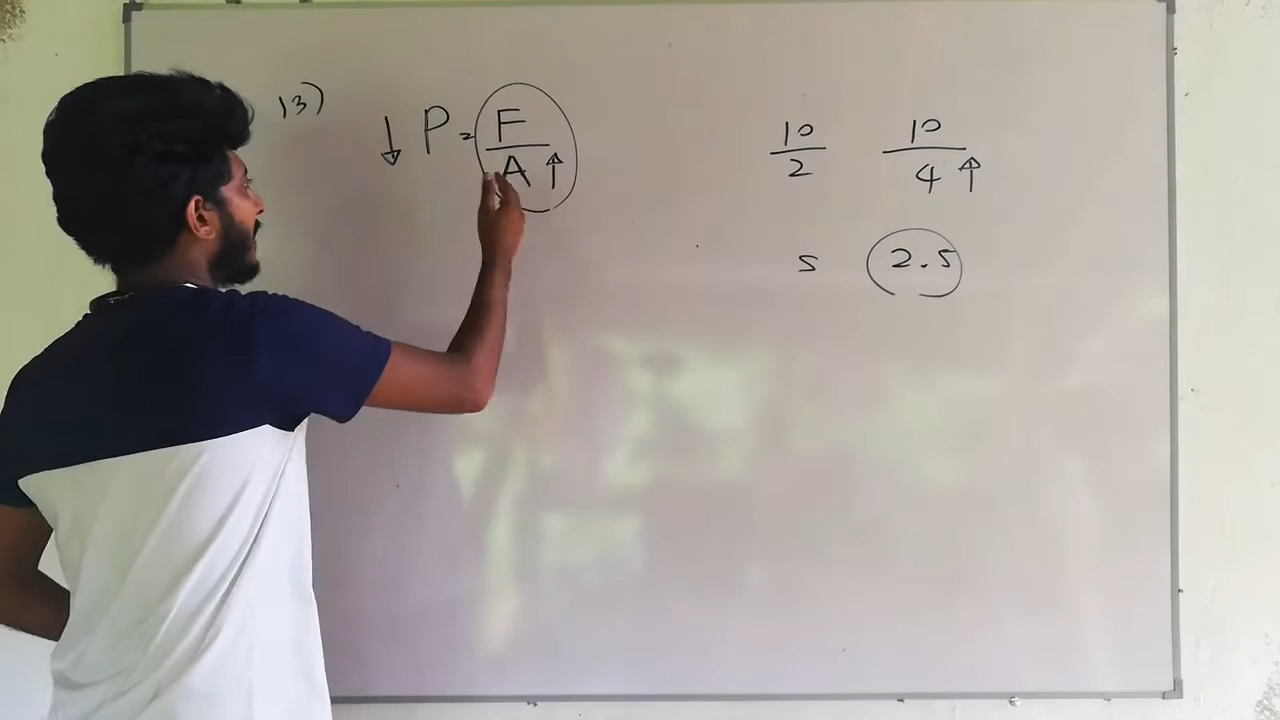 13) ↓ P = F/A ↑
10/2 10/4 ↑
5 2.5